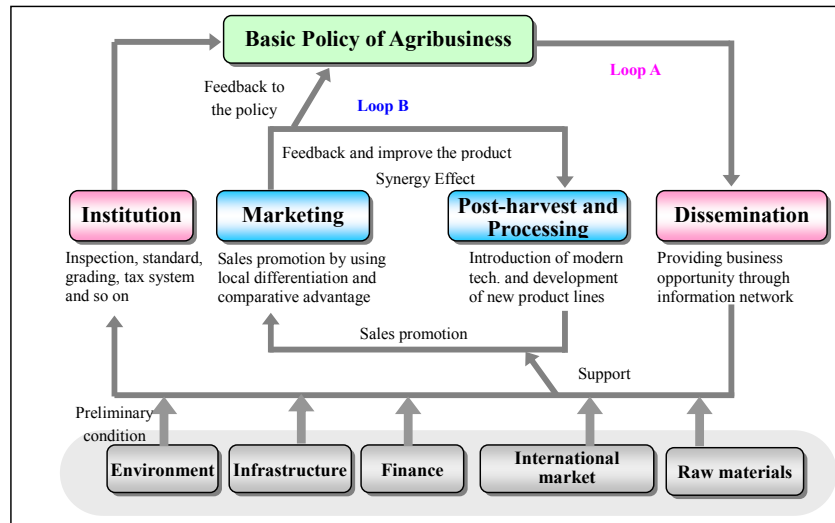 Basic Policy of Agribusiness
Loop A
Feedback to
the policy
Loop B
Feedback and improve the product
Synergy Effect
Institution
Marketing
Post-harvest and
Processing
Dissemination
Inspection, standard,
grading, tax system
and so on
Sales promotion by using
local differentiation and
comparative advantage
Introduction of modern
tech. and development
of new product lines
Providing business
opportunity through
information network
Sales promotion
Support
Preliminary
condition
Environment
Infrastructure
Finance
International
market
Raw materials